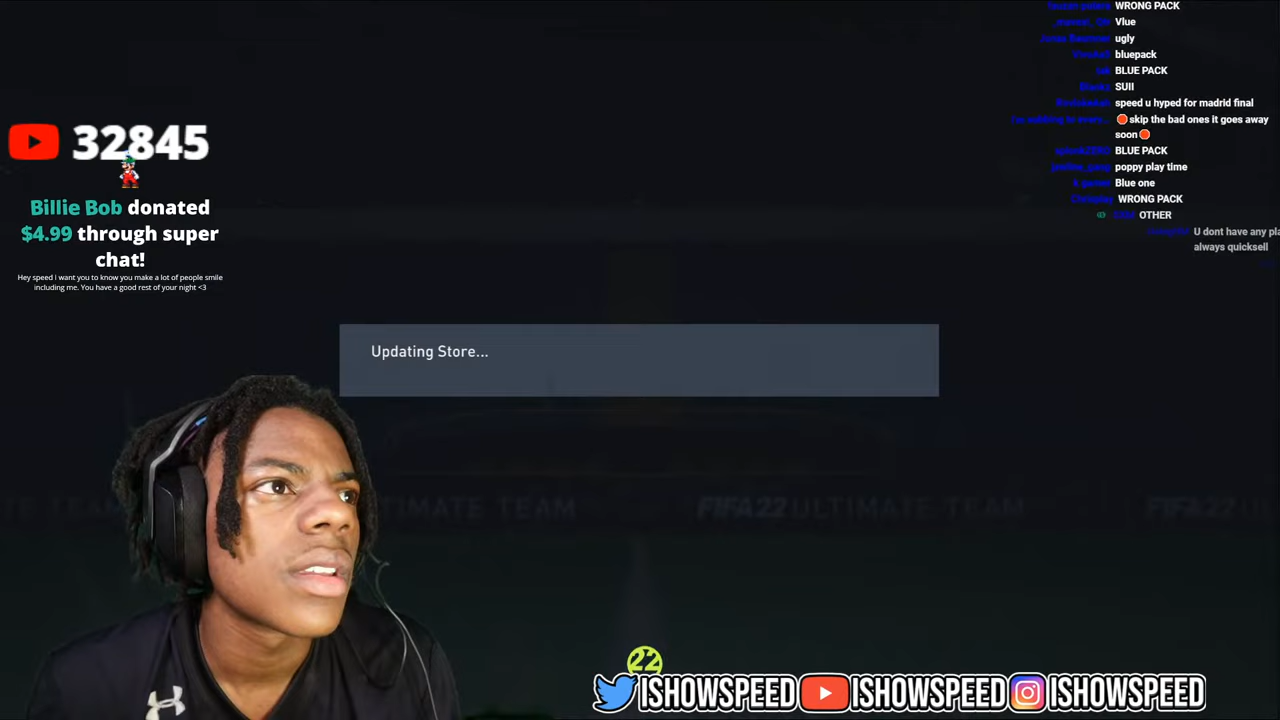 32845
Billie Bob donated
$4.99 through super
chat!
Hey speed I want you to know you make a lot of people smile
including me. You have a good rest of your night <3
WRONG PACK
Vlue
ugly
bluepack
BLUE PACK
SUII
speed u hyped for madrid final
skip the bad ones it goes away
soon
BLUE PACK
poppy play time
Blue one
WRONG PACK
OTHER
U dont have any pla
always quicksell
Updating Store...
TE TEAM
ULTIMATE TEAM
FIFA22 ULTIMATE TEAM
FIFA22 UL
22
ISHOWSPEED ISHOWSPEED ISHOWSPEED